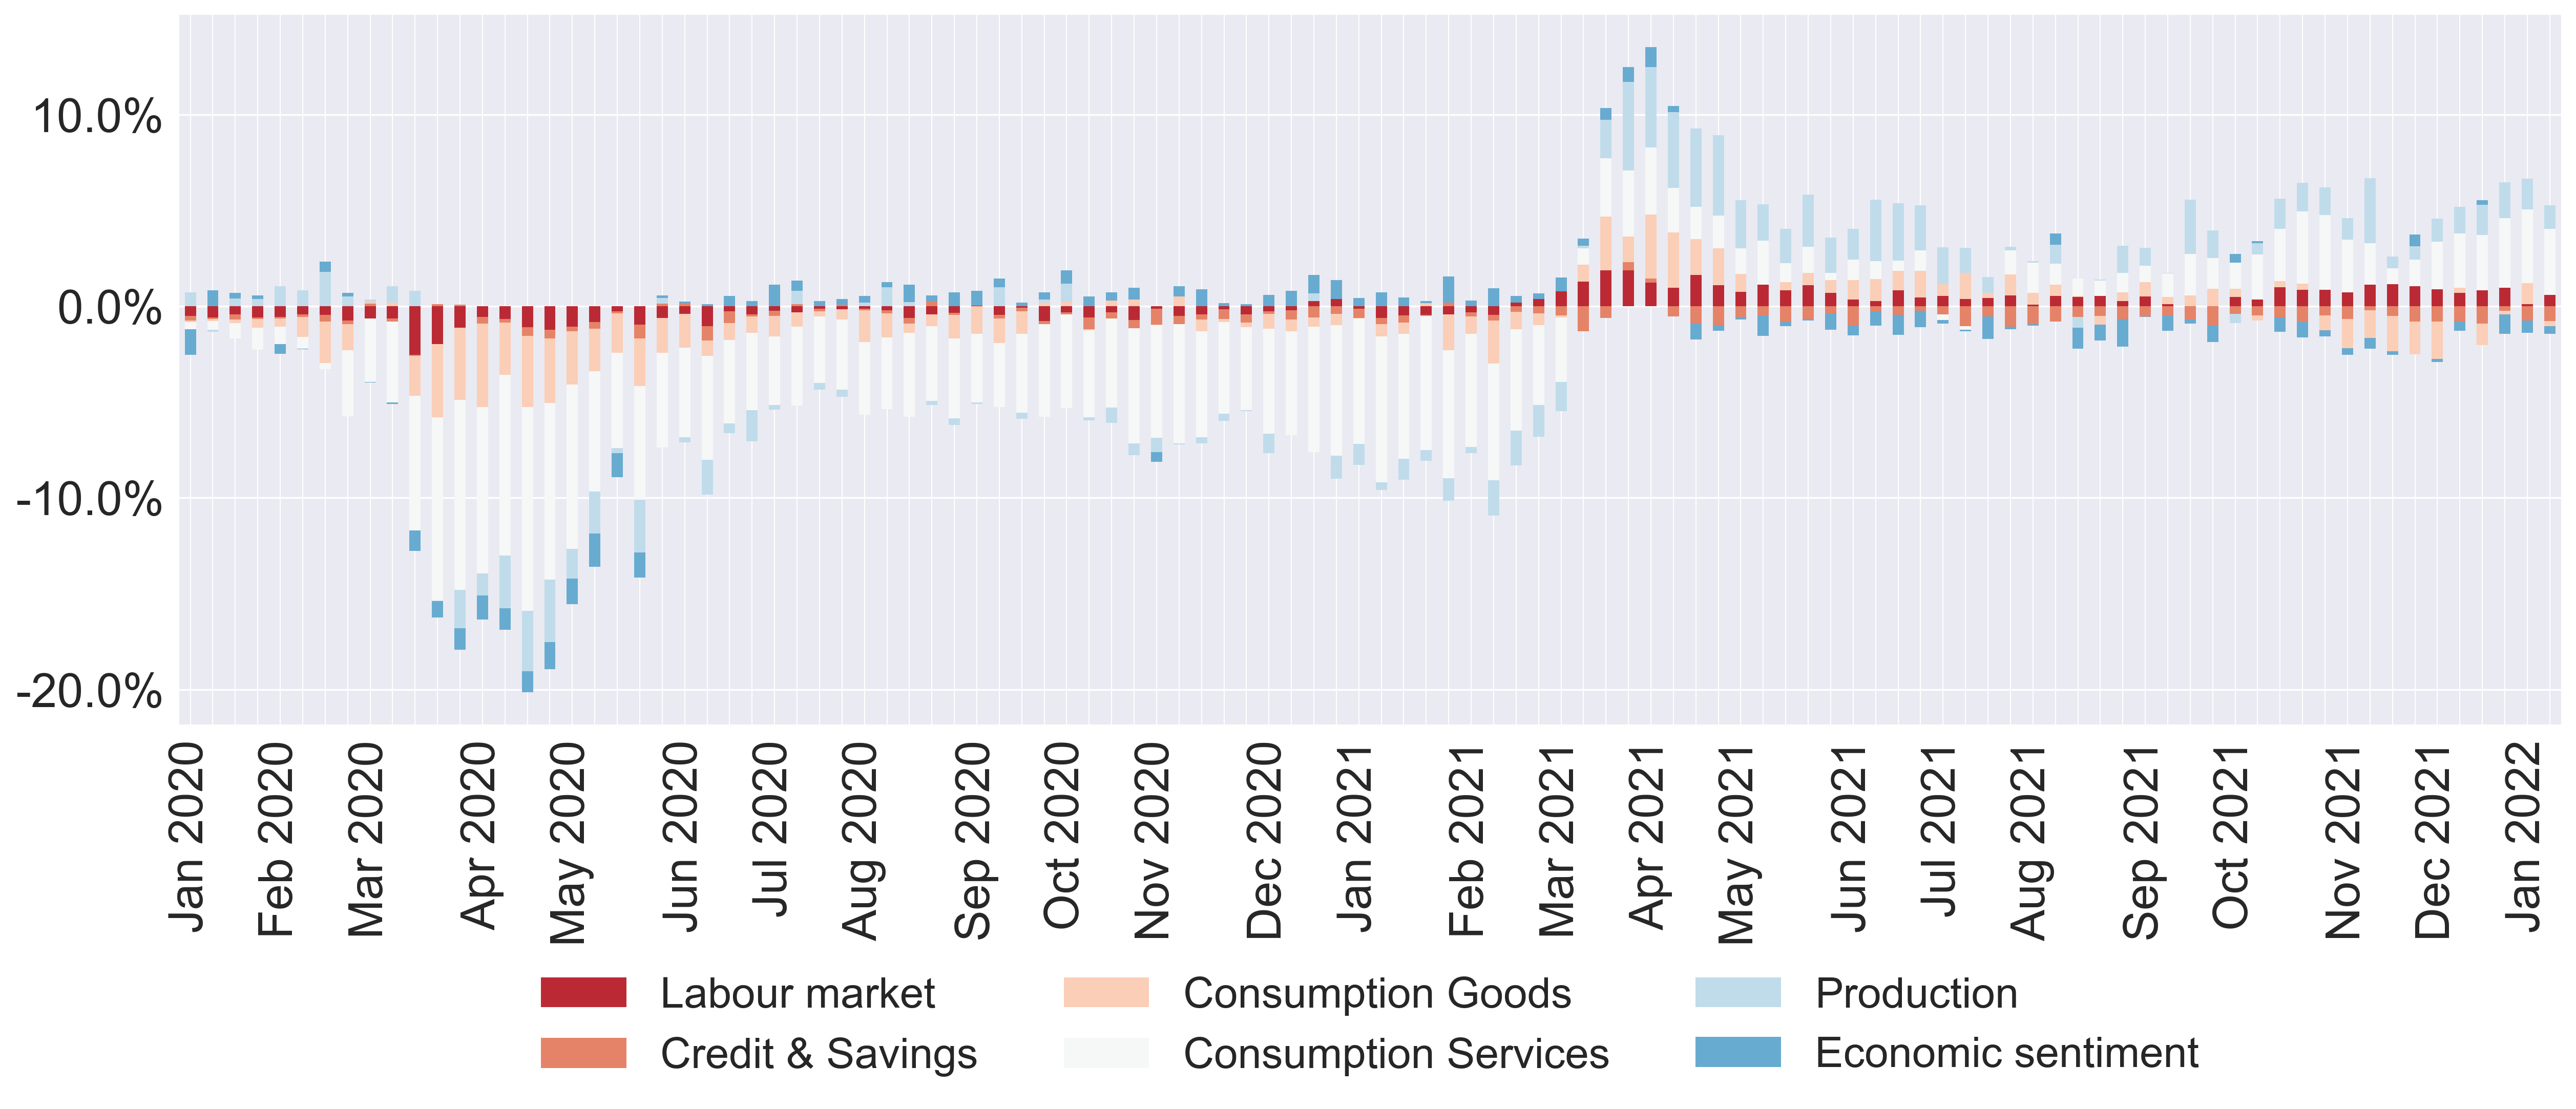 10.0%
0.0%
-10.0%
-20.0%
Jan 2020
Feb 2020
Mar 2020
Apr 2020
May 2020
Jun 2020
Jul 2020
Aug 2020
Sep 2020
Oct 2020
Nov 2020
Dec 2020
Jan 2021
Feb 2021
Mar 2021
Apr 2021
May 2021
Jun 2021
Jul 2021
Aug 2021
Sep 2021
Oct 2021
Nov 2021
Dec 2021
Jan 2022
Labour market
Credit & Savings
Consumption Goods
Consumption Services
Production
Economic sentiment